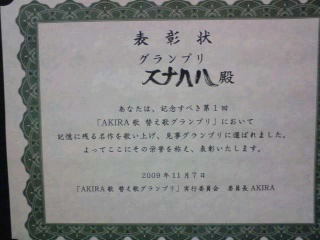 表彰状
グランプリ
スナハハ殿
あなたは、記念すべき第1回
「AKIRA歌 替え歌グランプリ」において
記憶に残る名作を歌い上げ、見事グランプリに選ばれました。
よってここにその栄誉を称え、表彰いたします。
2009年11月7日
「AKIRA歌 替え歌グランプリ」実行委員会 委員長AKIRA